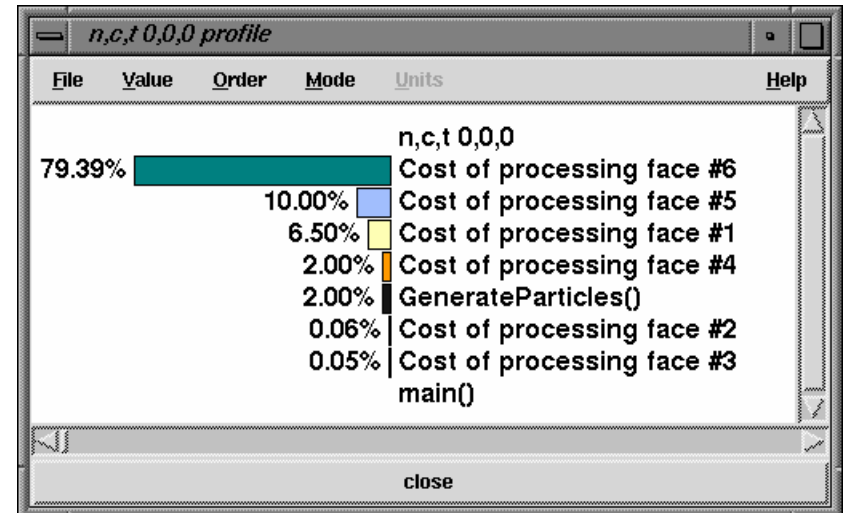 n,c,t 0,0,0 profile
File Value Order Mode Units Help
n,c,t 0,0,0
79.39% Cost of processing face #6
10.00% Cost of processing face #5
6.50% Cost of processing face #1
2.00% Cost of processing face #4
2.00% GenerateParticles()
0.06% Cost of processing face #2
0.05% Cost of processing face #3
main()
close